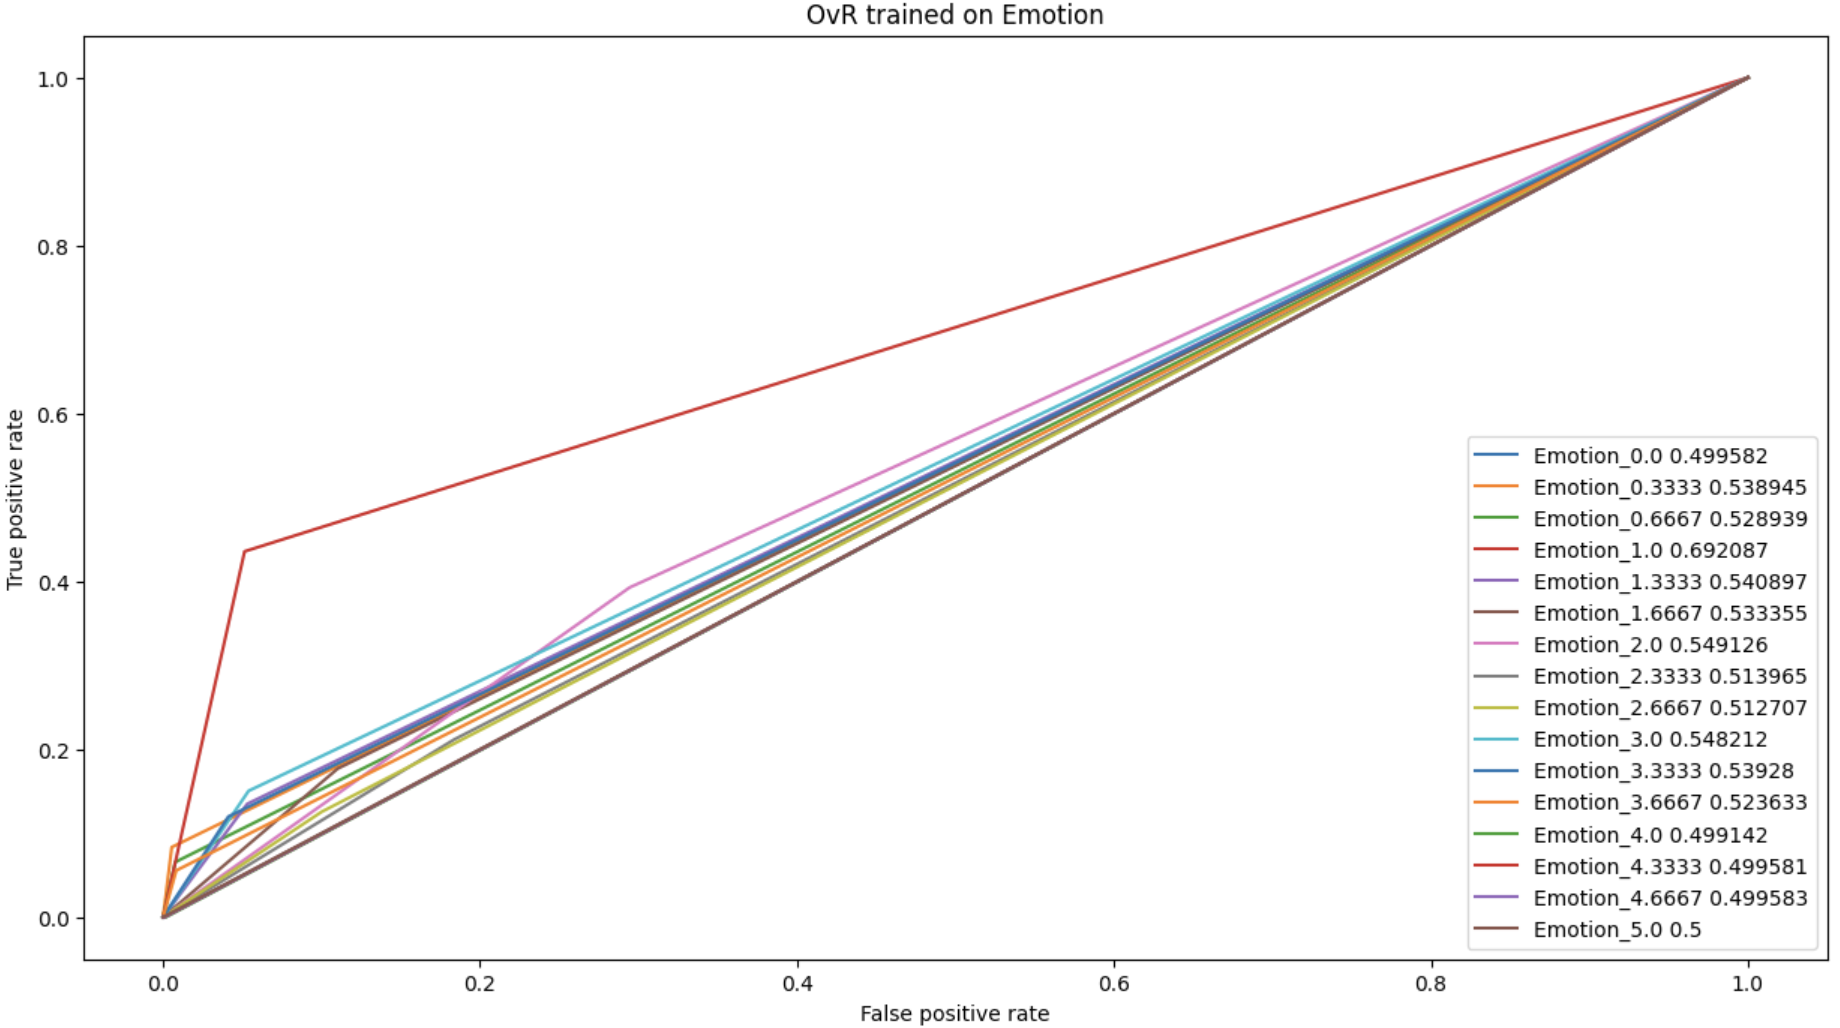 OvR trained on Emotion
1.0
0.8
0.6
0.4
0.2
0.0
True positive rate
0.0 0.2 0.4 0.6 0.8 1.0
False positive rate
Emotion_0.0 0.499582
Emotion_0.3333 0.538945
Emotion_0.6667 0.528939
Emotion_1.0 0.692087
Emotion_1.3333 0.540897
Emotion_1.6667 0.533355
Emotion_2.0 0.549126
Emotion_2.3333 0.513965
Emotion_2.6667 0.512707
Emotion_3.0 0.548212
Emotion_3.3333 0.53928
Emotion_3.6667 0.523633
Emotion_4.0 0.499142
Emotion_4.3333 0.499581
Emotion_4.6667 0.499583
Emotion_5.0 0.5